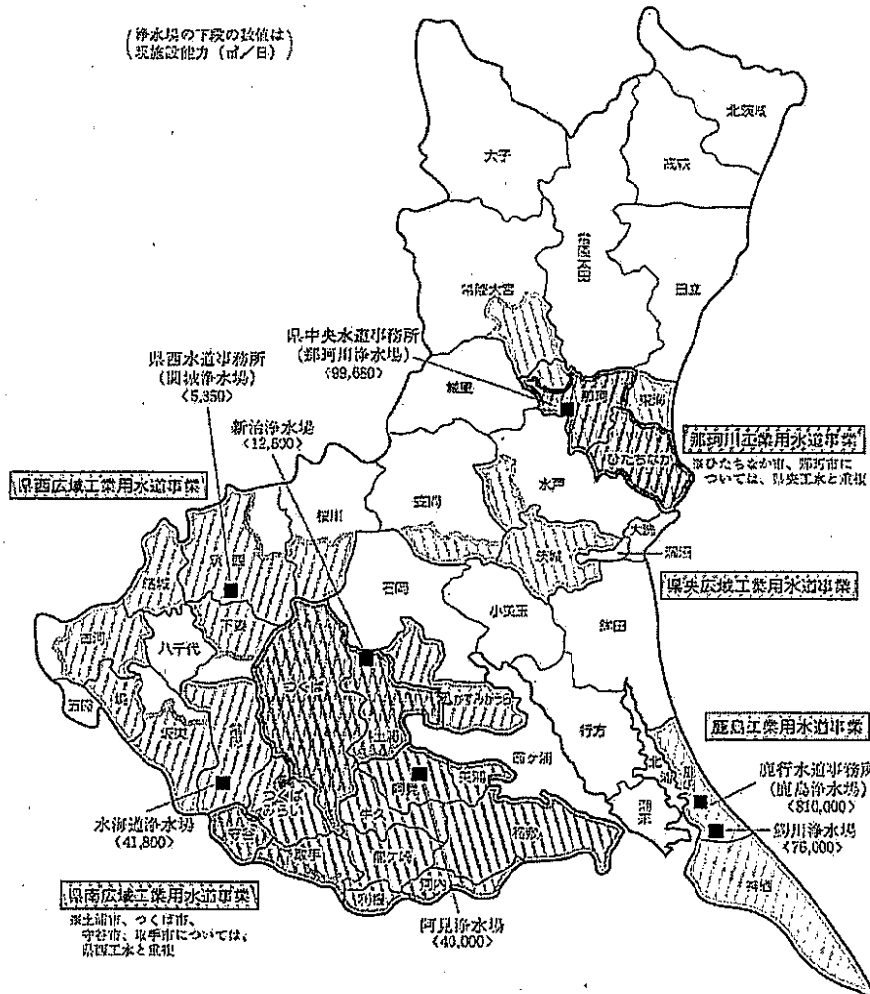 (浄水場の下段の数値は
現施設能力(㎥/日))
北茨城
大子
高萩
常陸太田
日立
常陸大宮
県中央水道事務所
(那珂川浄水場)
<99,680>
県西水道事務所
(関城浄水場)
城里
那珂
東海
新治浄水場
ひたちなか
那珂川工業用水道事業
※ひたちなか市、那珂市に
ついては、県央工水と重複
県西広域工業用水道事業
水戸
笠間
桜川
大洗
茨城
涸沼
筑西
結城
県央広域工業用水道事業
石岡
小美玉
鉾田
古河
八千代
下妻
つくば
かすみがうら
五霞
境
坂東
常総
土浦
行方
鹿島工業用水道事業
霞ヶ浦
北浦
鹿嶋
鹿行水道事務所
(鹿島浄水場)
<810,000>
阿見
美浦
潮来
鰐川浄水場
<76,000>
つくば
みらい
牛久
稲敷
水海道浄水場
<41,800>
守谷
取手
龍ケ崎
神栖
利根
河内
県南広域工業用水道事業
※土浦市、つくば市、
守谷市、取手市については、
県西工水と重複
阿見浄水場
<40,000>